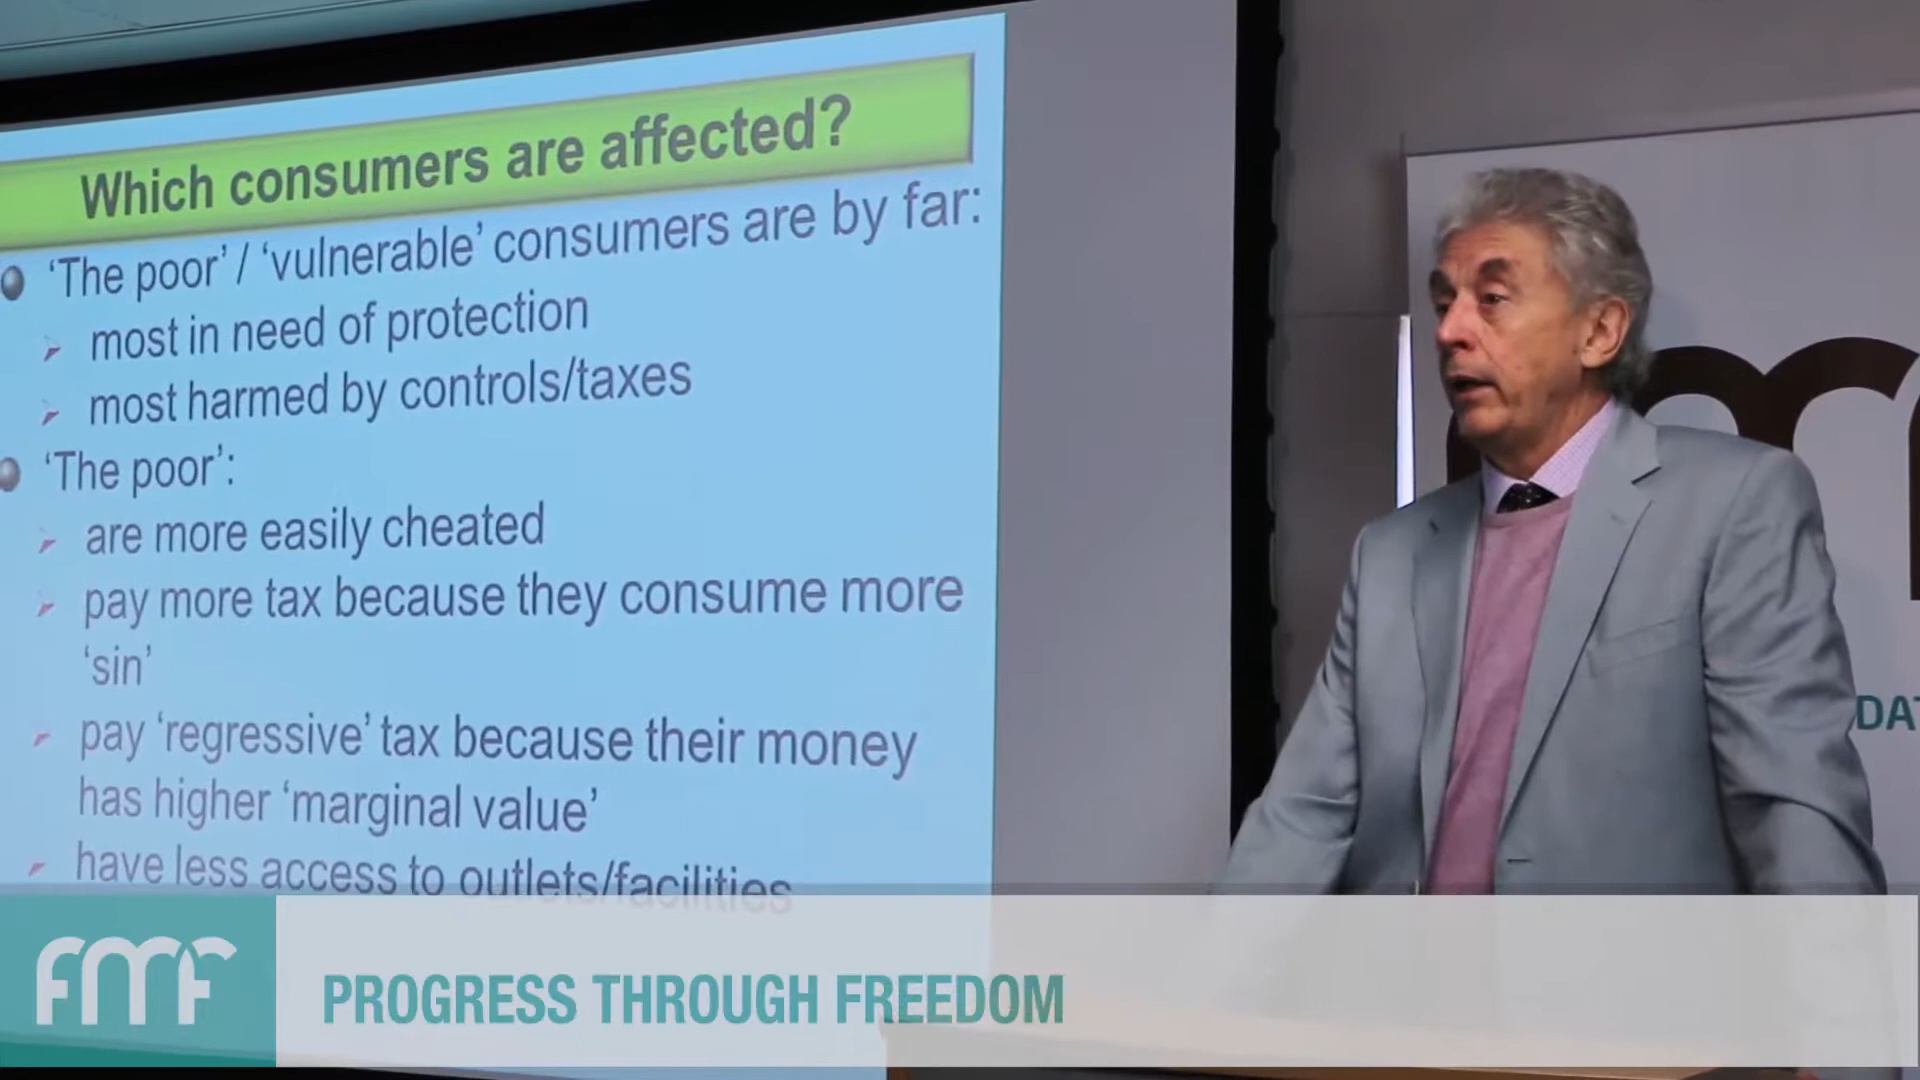 Which consumers are affected?
'The poor' / 'vulnerable' consumers are by far:
most in need of protection
most harmed by controls/taxes
'The poor':
are more easily cheated
pay more tax because they consume more
'sin'
pay 'regressive' tax because their money
has higher 'marginal value'
have less access to outlets/facilities
DAT
FMF
PROGRESS THROUGH FREEDOM